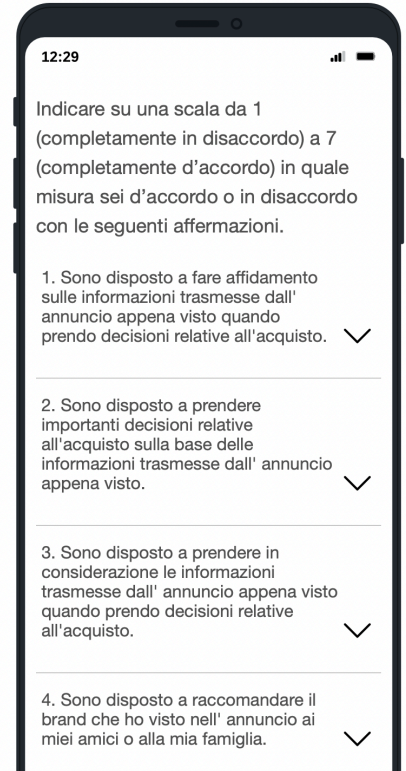 12:29
Indicare su una scala da 1
(completamente in disaccordo) a 7
(completamente d'accordo) in quale
misura sei d'accordo o in disaccordo
con le seguenti affermazioni.
1. Sono disposto a fare affidamento
sulle informazioni trasmesse dall'
annuncio appena visto quando
prendo decisioni relative all'acquisto.
2. Sono disposto a prendere
importanti decisioni relative
all'acquisto sulla base delle
informazioni trasmesse dall' annuncio
appena visto.
3. Sono disposto a prendere in
considerazione le informazioni
trasmesse dall' annuncio appena visto
quando prendo decisioni relative
all'acquisto.
4. Sono disposto a raccomandare il
brand che ho visto nell' annuncio ai
miei amici o alla mia famiglia.